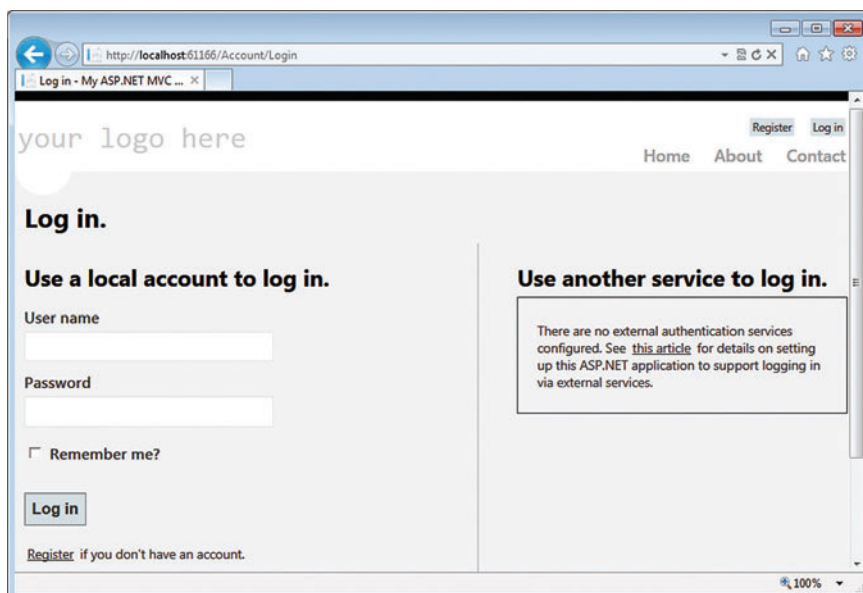 http://localhost:61166/Account/Login
Log in - My ASP.NET MVC ...
your logo here
Register Log in
Home About Contact
Log in.
Use a local account to log in.
User name
Password
Remember me?
Log in
Register if you don't have an account.
Use another service to log in.
There are no external authentication services
configured. See this article for details on setting
up this ASP.NET application to support logging in
via external services.
100%